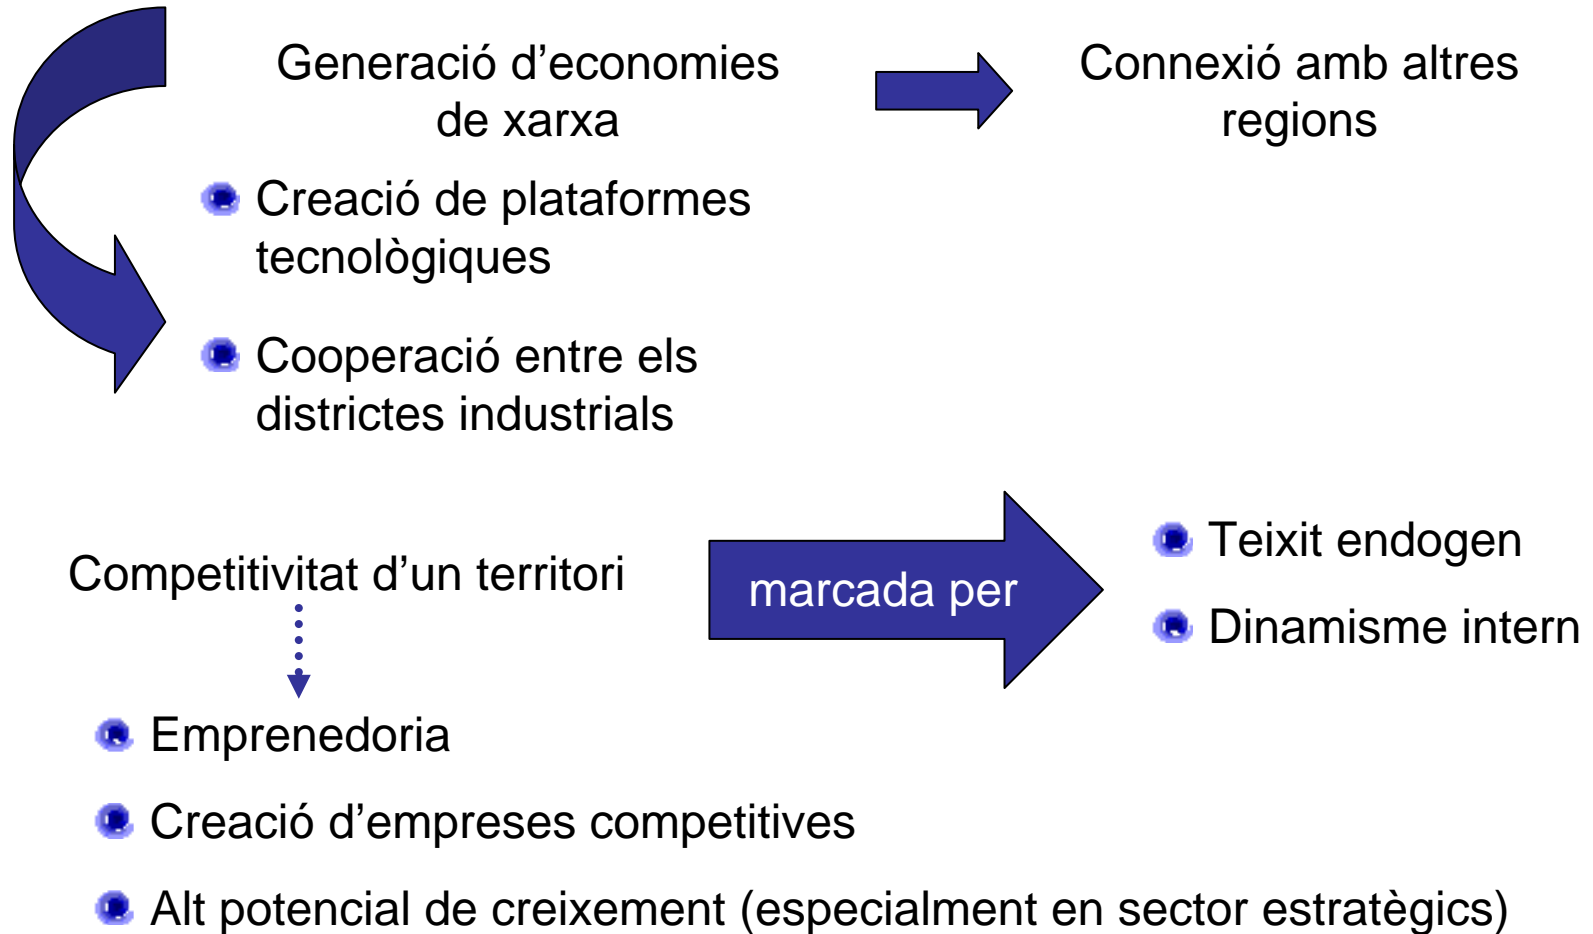 Generació d’economies
de xarxa
Connexió amb altres
regions
Creació de plataformes
tecnològiques
Cooperació entre els
districtes industrials
Competitivitat d’un territori
marcada per
Teixit endogen
Dinamisme intern
Emprenedoria
Creació d’empreses competitives
Alt potencial de creixement (especialment en sector estratègics)